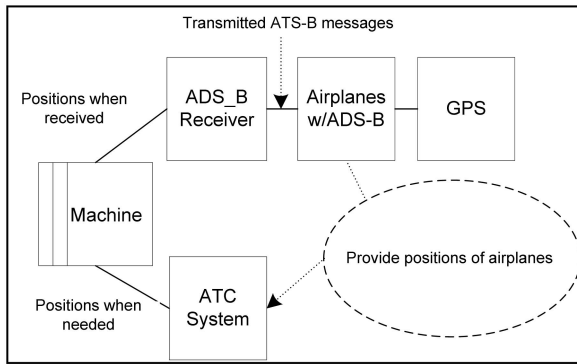 Transmitted ATS-B messages
Positions when
received
ADS_B
Receiver
Airplanes
w/ADS-B
GPS
Machine
Provide positions of airplanes
Positions when
needed
ATC
System